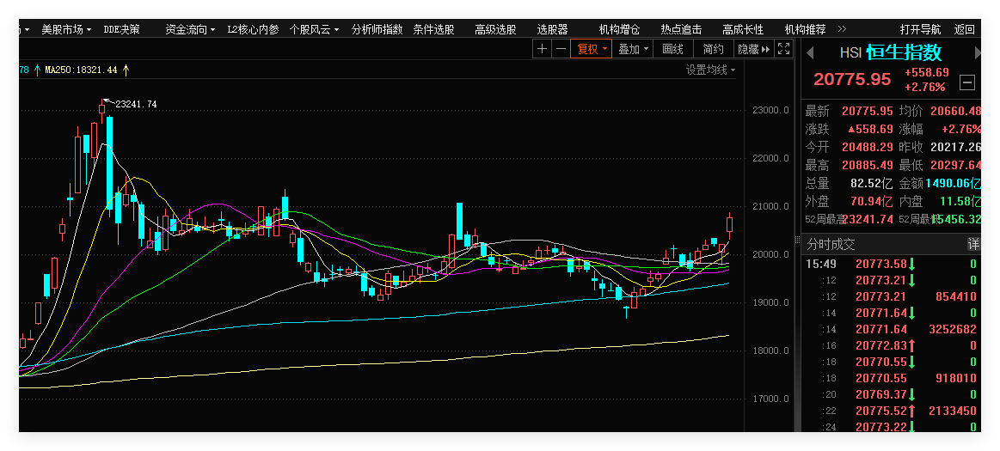 美股市场 DDE决策 资金流向 L2核心内参 个股风云 分析师指数 条件选股 高级选股 选股器 机构增仓 热点追击 高成长性 机构推荐 >> 打开导航 返回
+ — 复权 叠加 画线 简约 隐藏
HSI 恒生指数
78 ↑ MA250:18321.44 ↑ 设置均线
20775.95 +558.69
+2.76%
23241.74
23000.0
22000.0
21000.0
20000.0
19000.0
18000.0
17000.0
最新 20775.95 均价 20660.48
涨跌 ▲558.69 涨幅 +2.76%
今开 20488.29 昨收 20217.26
最高 20885.49 最低 20297.64
总量 82.52亿 金额 1490.06亿
外盘 70.94亿 内盘 11.58亿
52周最高 23241.74 52周最低 15456.32
分时成交 详
15:49 20773.58↓ 0
:12 20773.21↓ 0
:12 20773.21 854410
:14 20771.64↓ 0
:14 20771.64 3252682
:16 20772.83↑ 0
:18 20770.55↓ 0
:18 20770.55 918010
:20 20769.37↓ 0
:22 20775.52↑ 2133450
:24 20773.22↓ 0